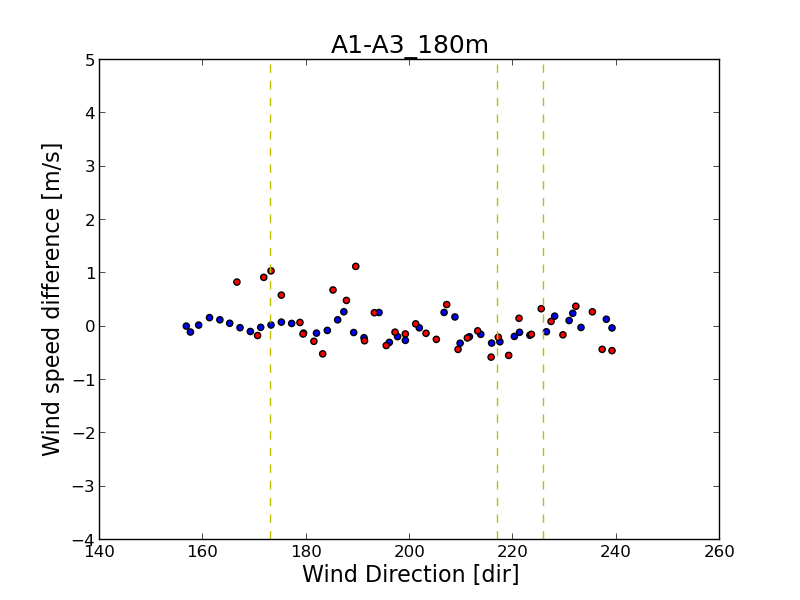 A1-A3_180m
5
4
3
2
1
0
−1
−2
−3
−4
140 160 180 200 220 240 260
Wind speed difference [m/s]
Wind Direction [dir]